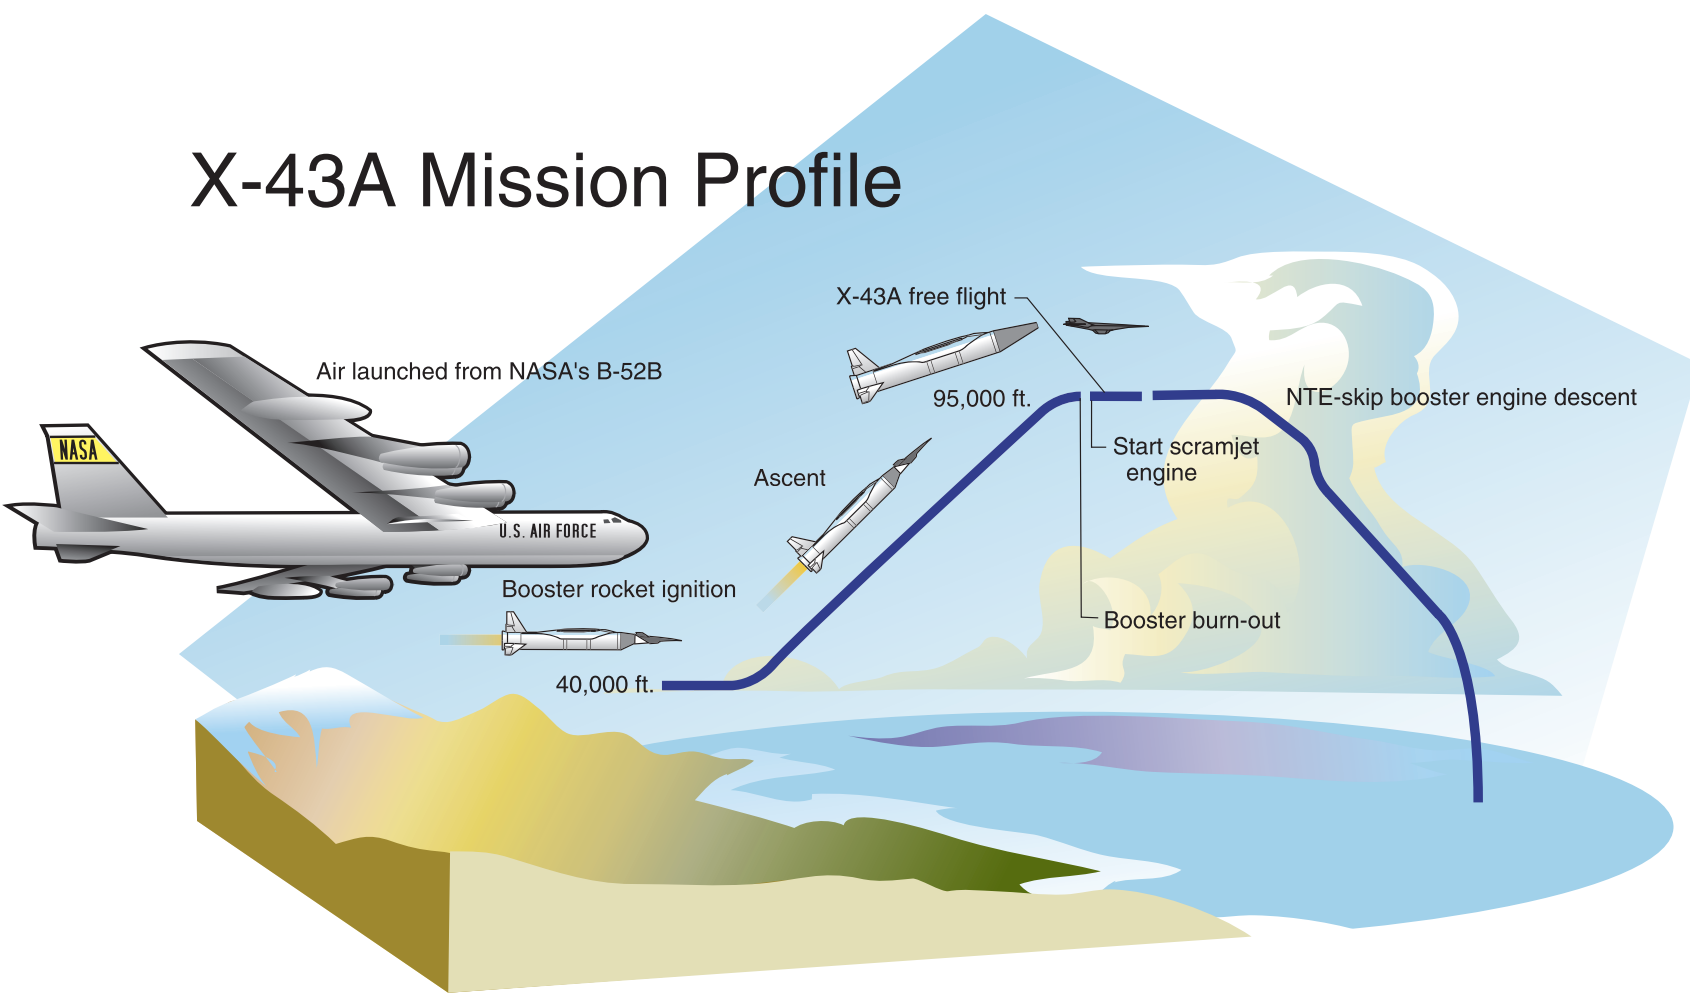 X-43A Mission Profile
X-43A free flight
Air launched from NASA's B-52B
95,000 ft.
NTE-skip booster engine descent
NASA
Start scramjet
engine
Ascent
U.S. AIR FORCE
Booster rocket ignition
Booster burn-out
40,000 ft.